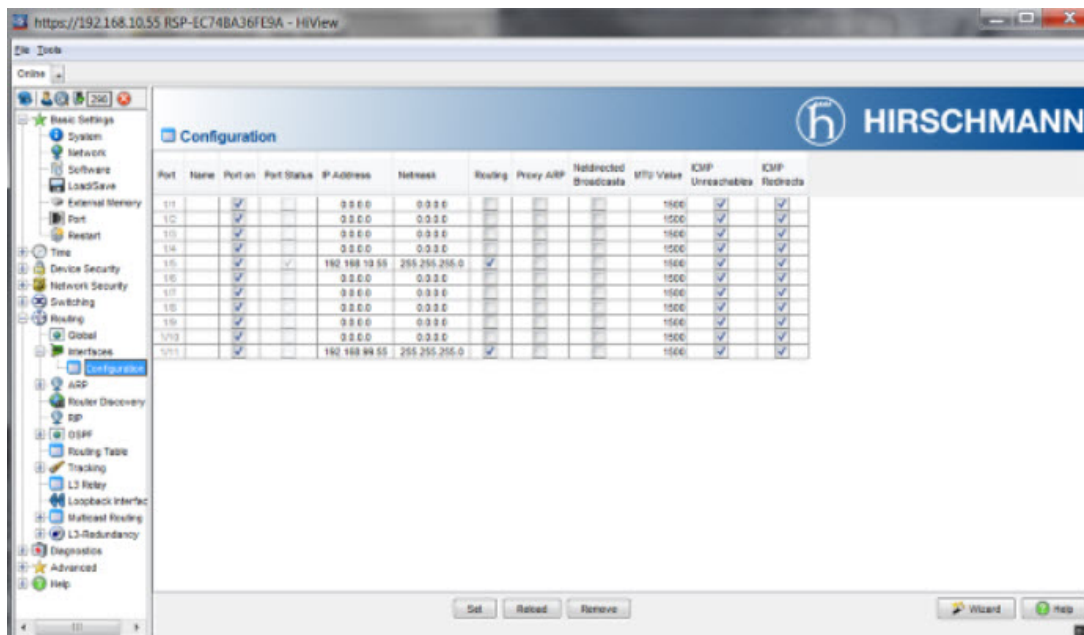 https://192.168.10.55 RSP-EC74BA36FE9A - HiView
File Tools
Online +
290
Basic Settings
System
Network
Software
Load/Save
External Memory
Port
Restart
Time
Device Security
Network Security
Switching
Routing
Global
Interfaces
Configuration
ARP
Router Discovery
RIP
OSPF
Routing Table
Tracking
L3 Relay
Loopback Interfac
Multicast Routing
L3-Redundancy
Diagnostics
Advanced
Help
Configuration
HIRSCHMANN
Port Name Port on Port Status IP Address Netmask Routing Proxy ARP Netdirected Broadcasts MTU Value ICMP Unreachables ICMP Redirects
1/1 0.0.0.0 0.0.0.0 1500
1/2 0.0.0.0 0.0.0.0 1500
1/3 0.0.0.0 0.0.0.0 1500
1/4 0.0.0.0 0.0.0.0 1500
1/5 192.168.10.55 255.255.255.0 1500
1/6 0.0.0.0 0.0.0.0 1500
1/7 0.0.0.0 0.0.0.0 1500
1/8 0.0.0.0 0.0.0.0 1500
1/9 0.0.0.0 0.0.0.0 1500
1/10 0.0.0.0 0.0.0.0 1500
1/11 192.168.99.55 255.255.255.0 1500
Set Reload Remove Wizard Help